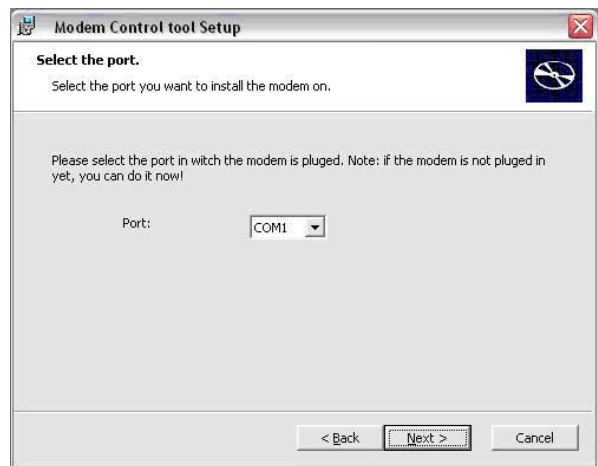 Modem Control tool Setup
Select the port.
Select the port you want to install the modem on.
Please select the port in witch the modem is pluged. Note: if the modem is not pluged in
yet, you can do it now!
Port:
COM1
< Back
Next >
Cancel